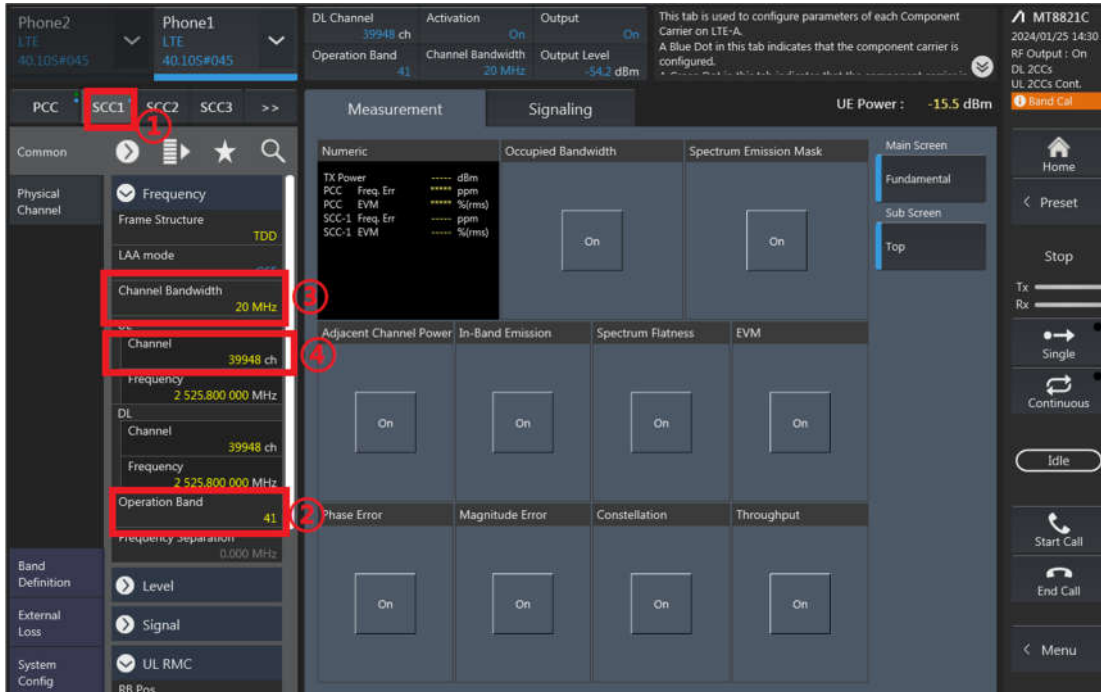 Phone2
LTE
40.10S#045
Phone1
LTE
40.10S#045
DL Channel
39948 ch
Activation
On
Output
On
Operation Band
41
Channel Bandwidth
20 MHz
Output Level
-54.2 dBm
This tab is used to configure parameters of each Component
Carrier on LTE-A.
A Blue Dot in this tab indicates that the component carrier is
configured.
MT8821C
2024/01/25 14:30
RF Output : On
DL 2CCs
UL 2CCs Cont.
Band Cal
PCC
SCC1
SCC2
SCC3
>>
①
Measurement
Signaling
UE Power : -15.5 dBm
Common
Physical
Channel
Frequency
Frame Structure
TDD
LAA mode
Channel Bandwidth
20 MHz
③
UL
Channel
39948 ch
④
Frequency
2 525.800 000 MHz
DL
Channel
39948 ch
Frequency
2 525.800 000 MHz
Operation Band
41
②
Frequency Separation
0.000 MHz
Level
Signal
UL RMC
RB Pos
Band
Definition
External
Loss
System
Config
Numeric
TX Power ----- dBm
PCC Freq. Err ***** ppm
PCC EVM ***** %(rms)
SCC-1 Freq. Err ----- ppm
SCC-1 EVM ----- %(rms)
Occupied Bandwidth
On
Spectrum Emission Mask
On
Adjacent Channel Power
On
In-Band Emission
On
Spectrum Flatness
On
EVM
On
Phase Error
On
Magnitude Error
On
Constellation
On
Throughput
On
Main Screen
Fundamental
Sub Screen
Top
Home
< Preset
Stop
Tx
Rx
Single
Continuous
Idle
Start Call
End Call
< Menu